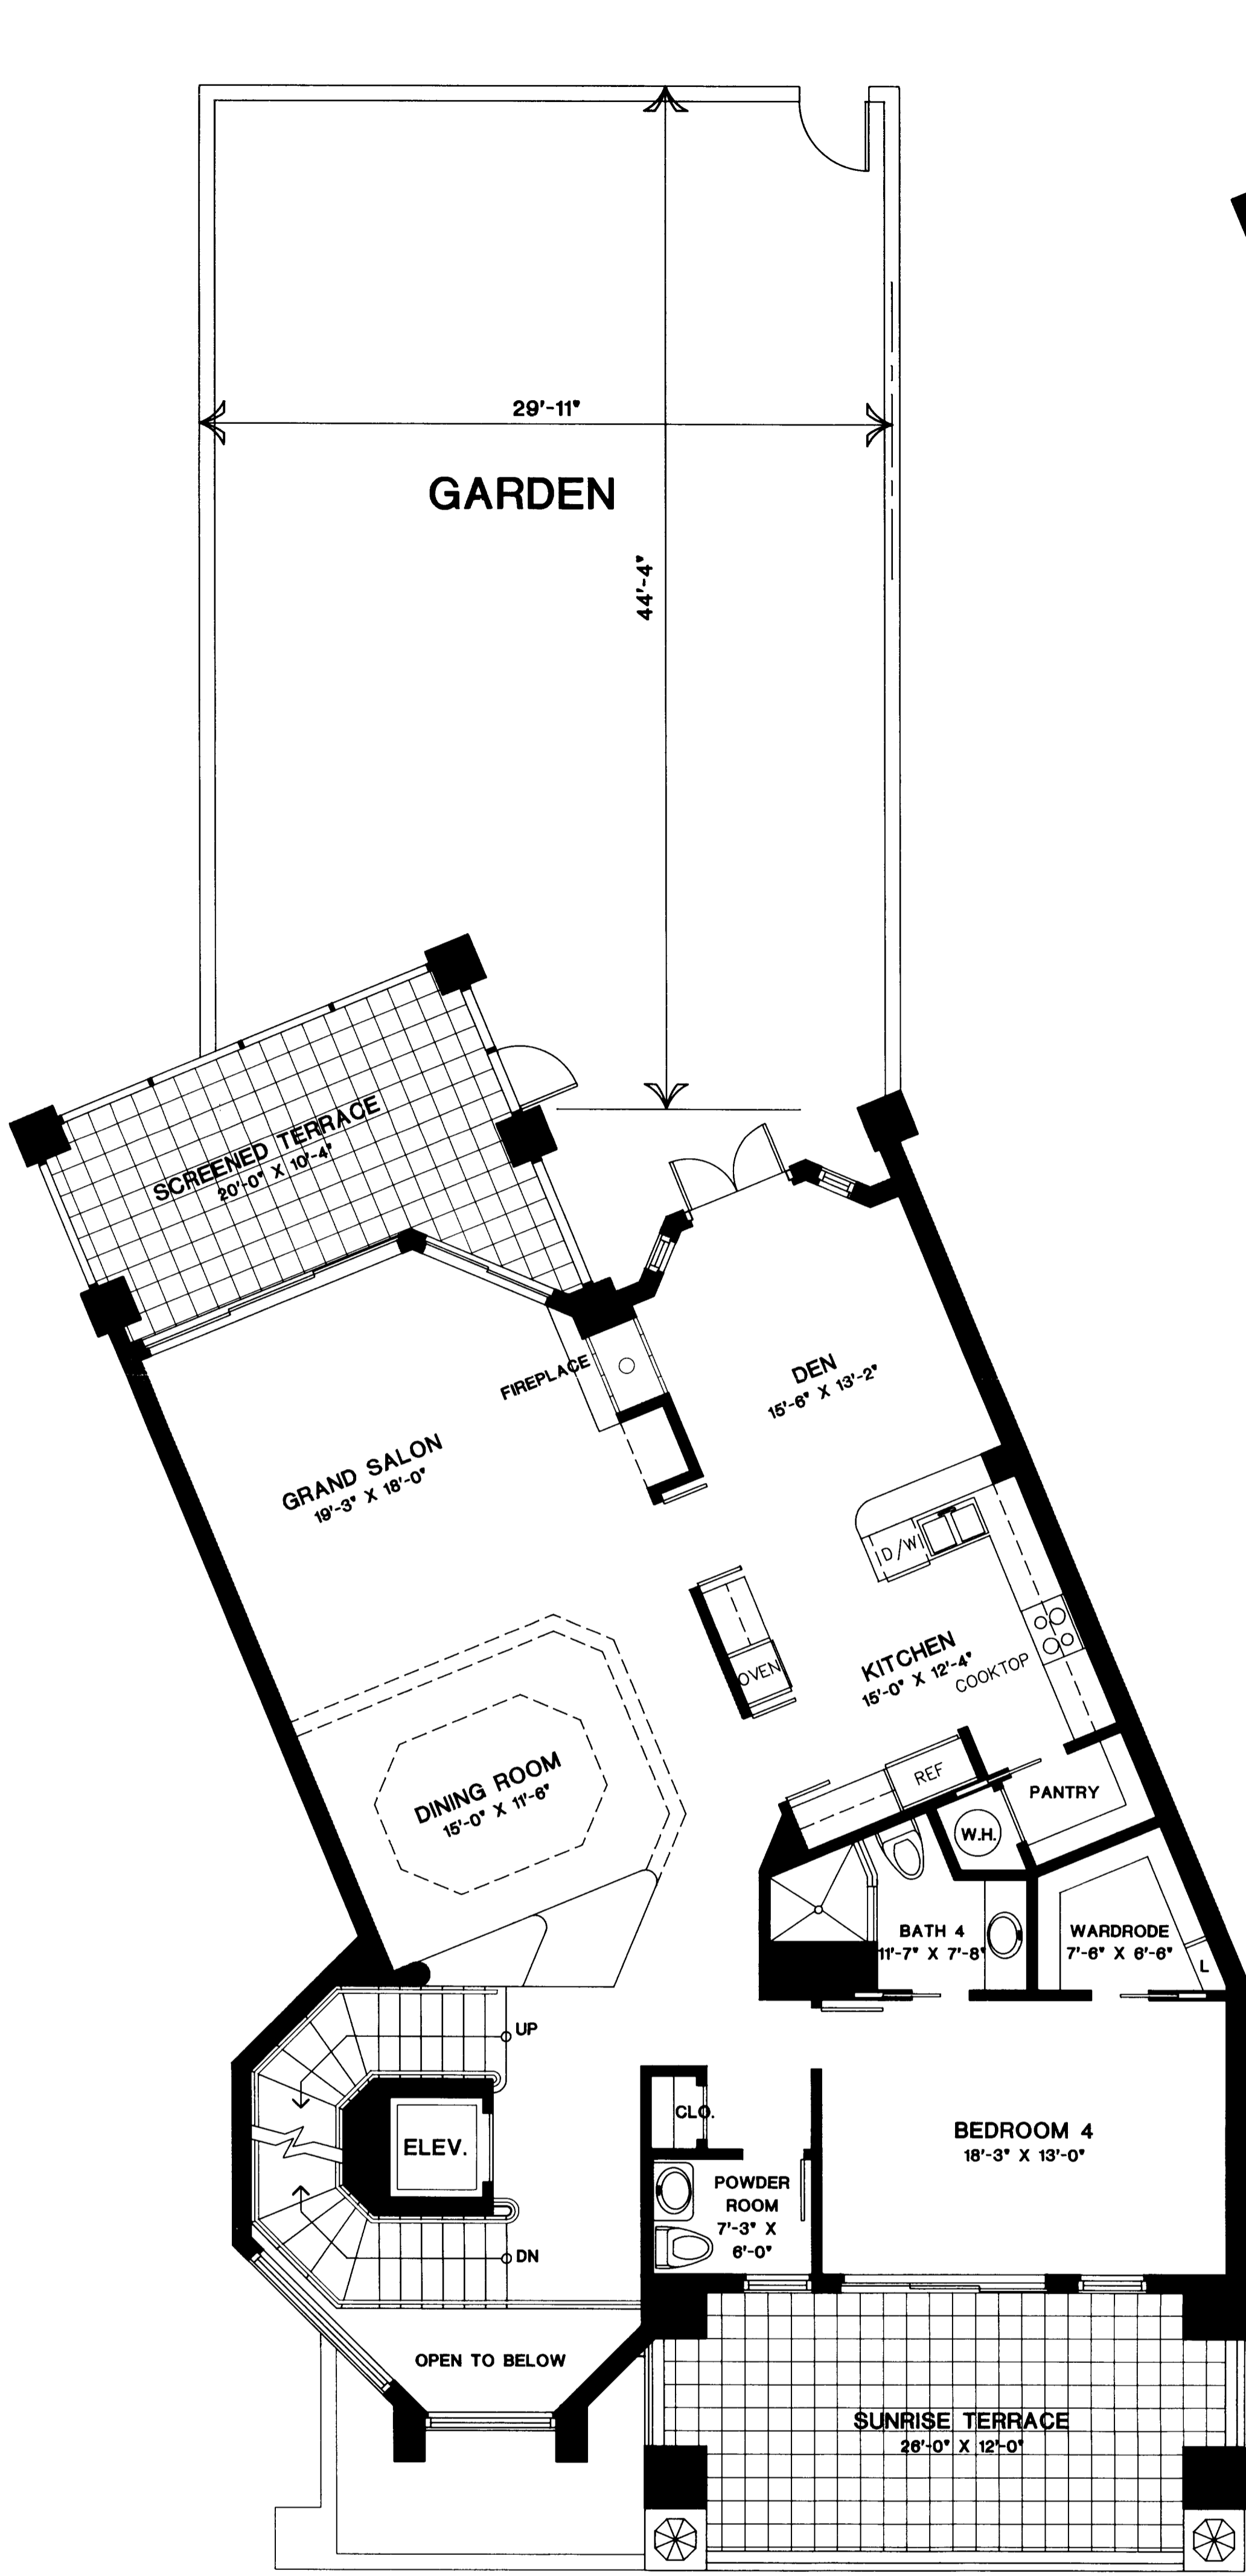 29'-11"
GARDEN
44'-4"
SCREENED TERRACE
20'-0" X 10'-4"
FIREPLACE
DEN
15'-6" X 13'-2"
GRAND SALON
19'-3" X 18'-0"
D/W
OVEN
KITCHEN
15'-0" X 12'-4"
COOKTOP
DINING ROOM
15'-0" X 11'-6"
REF
PANTRY
W.H.
BATH 4
11'-7" X 7'-8"
WARDRODE
7'-6" X 6'-6"
L
UP
CLO.
ELEV.
BEDROOM 4
18'-3" X 13'-0"
POWDER
ROOM
7'-3" X
6'-0"
DN
OPEN TO BELOW
SUNRISE TERRACE
26'-0" X 12'-0"